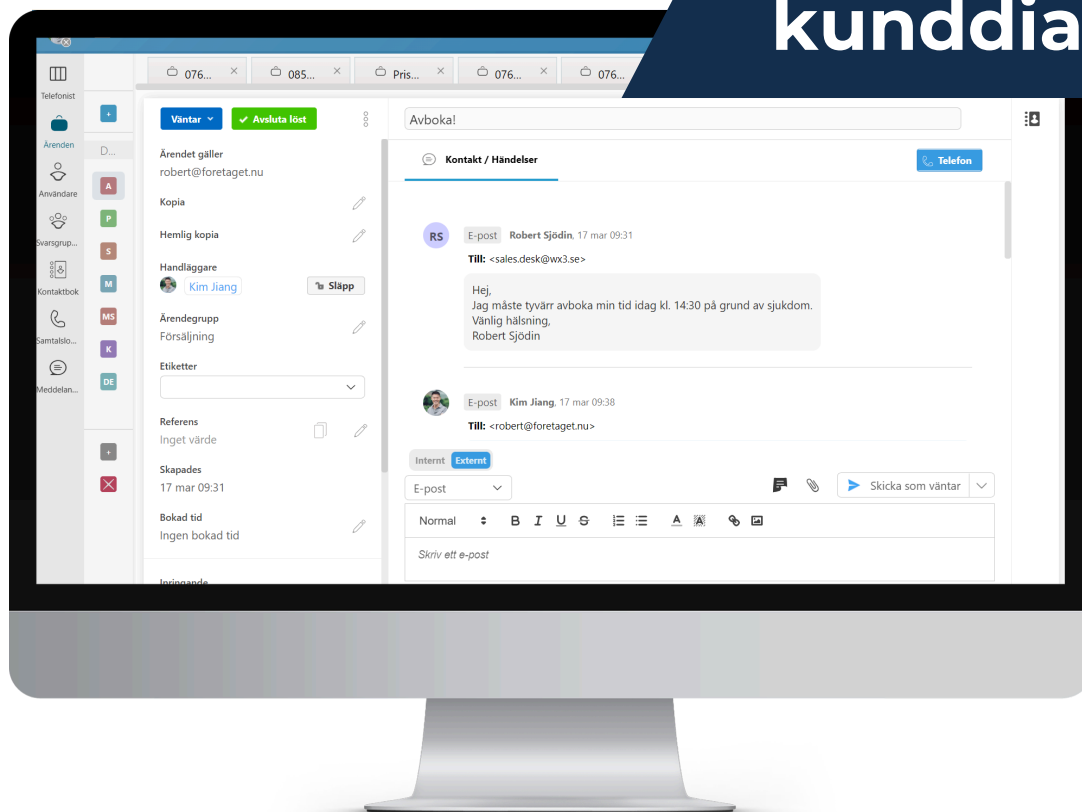 kunddia
076...
085...
Pris...
076...
076...
Telefonist
Ärenden
Användare
Svarsgrup...
Kontaktbok
Samtalslo...
Meddelan...
D...
A
P
S
M
MS
K
DE
Väntar
Avsluta löst
Ärendet gäller
robert@foretaget.nu
Kopia
Hemlig kopia
Handläggare
Kim Jiang
Släpp
Ärendegrupp
Försäljning
Etiketter
Referens
Inget värde
Skapades
17 mar 09:31
Bokad tid
Ingen bokad tid
Inringande
Avboka!
Kontakt / Händelser
Telefon
RS
E-post Robert Sjödin, 17 mar 09:31
Till: <sales.desk@wx3.se>
Hej,
Jag måste tyvärr avboka min tid idag kl. 14:30 på grund av sjukdom.
Vänlig hälsning,
Robert Sjödin
E-post Kim Jiang, 17 mar 09:38
Till: <robert@foretaget.nu>
Internt Externt
E-post
Skicka som väntar
Normal B I U S A A
Skriv ett e-post